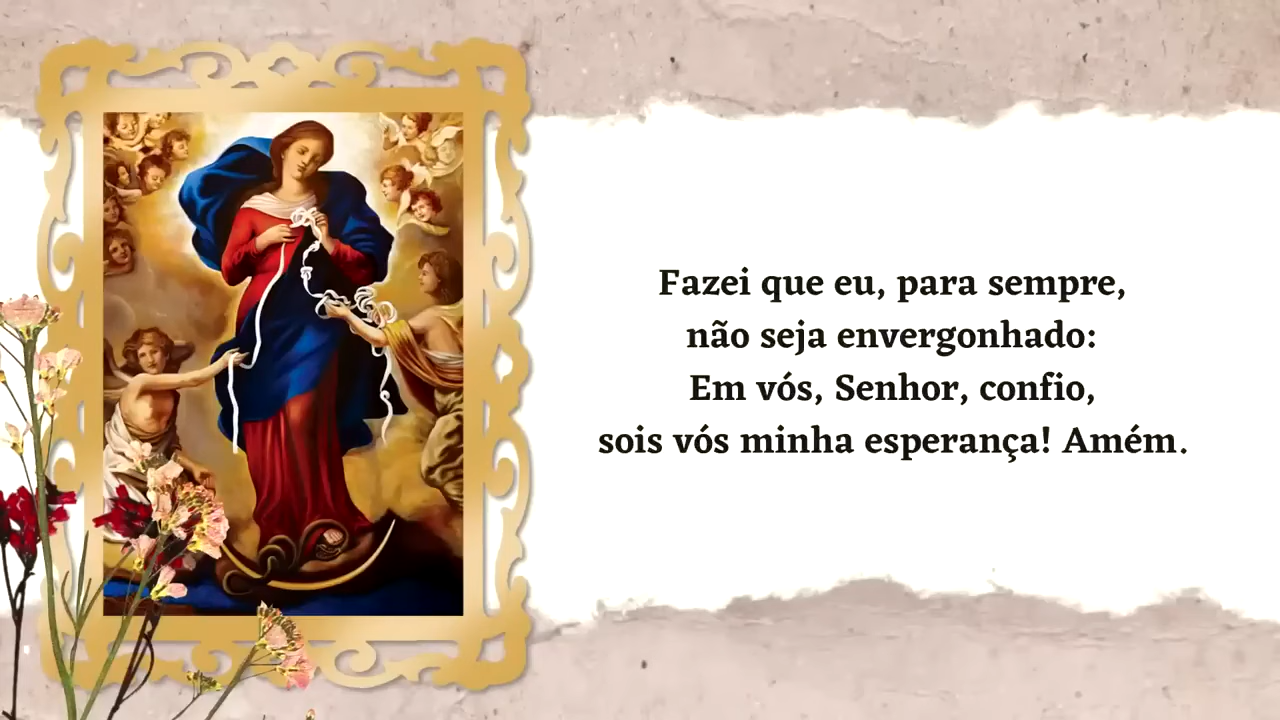 Fazei que eu, para sempre,
não seja envergonhado:
Em vós, Senhor, confio,
sois vós minha esperança! Amém.